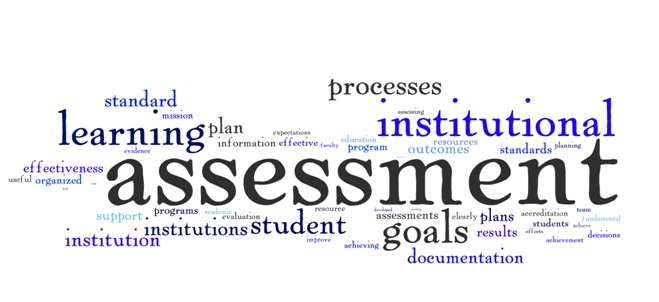 processes
standard
assessing
mission
institutional
learning
plan
expectations
information
effective
faculty
education
program
resources
outcomes
standards
planning
evidence
effectiveness
useful
organized
assessment
support
programs
academic
evaluation
resource
developed
assessments
clearly
plans
accreditation
team
fundamental
institutions
student
goals
students
achieve
results
efforts
institution
improve
achieving
achievement
decisions
documentation